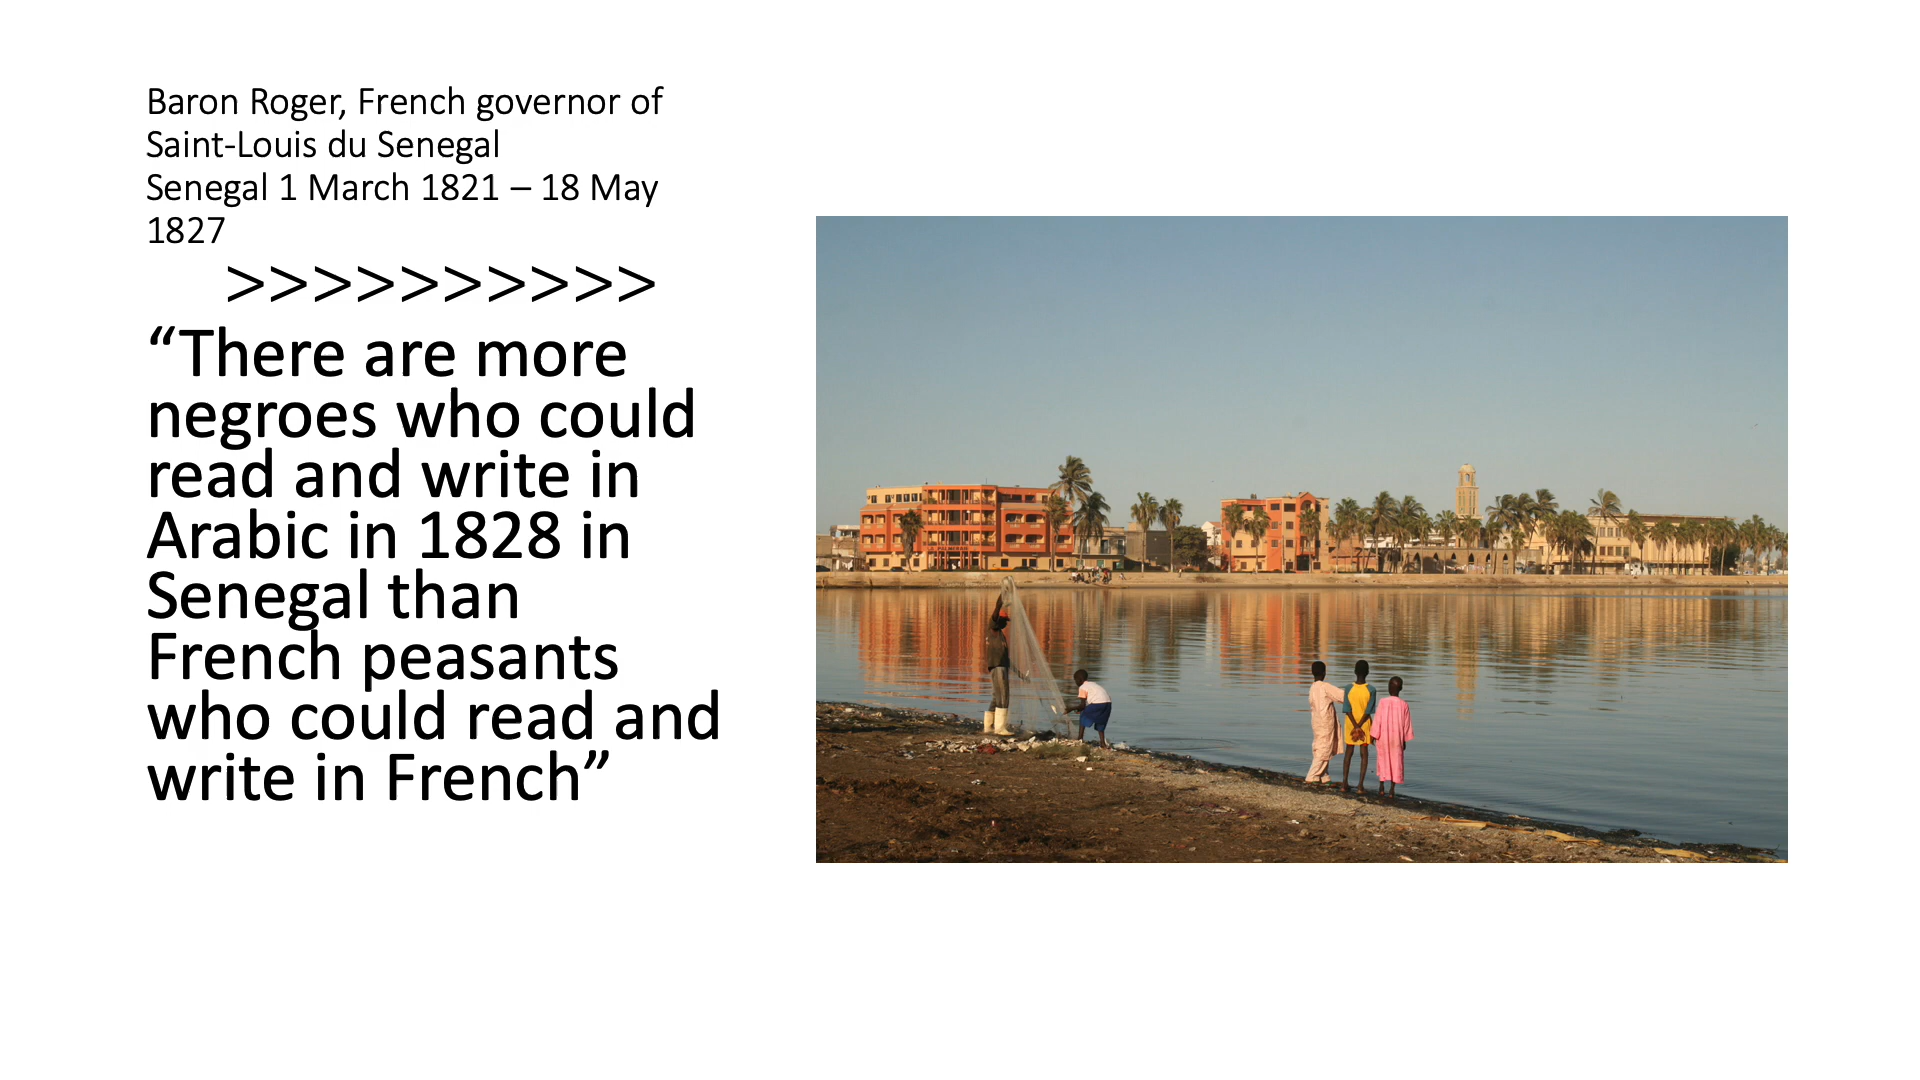 Baron Roger, French governor of
Saint-Louis du Senegal
Senegal 1 March 1821 – 18 May
1827
>>>>>>>>>>
“There are more
negroes who could
read and write in
Arabic in 1828 in
Senegal than
French peasants
who could read and
write in French”